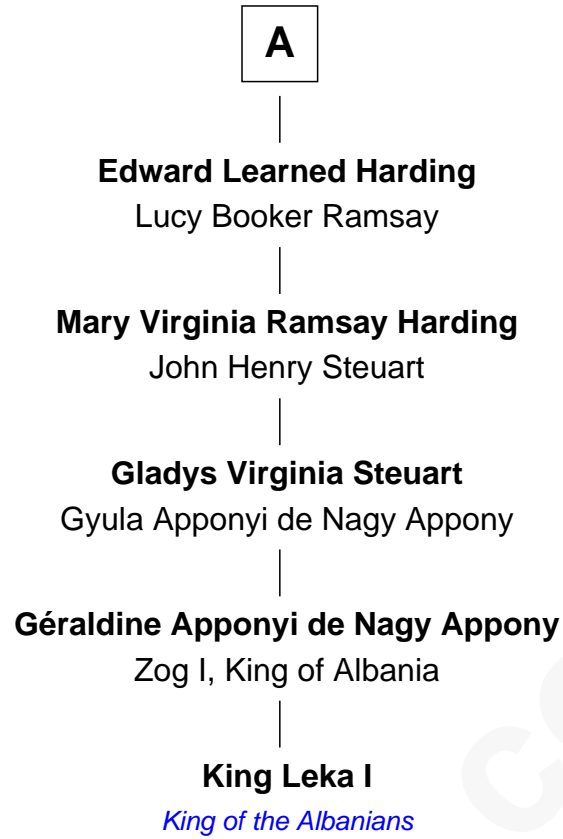 A
Edward Learned Harding
Lucy Booker Ramsay
Mary Virginia Ramsay Harding
John Henry Steuart
Gladys Virginia Steuart
Gyula Apponyi de Nagy Appony
Géraldine Apponyi de Nagy Appony
Zog I, King of Albania
King Leka I
King of the Albanians